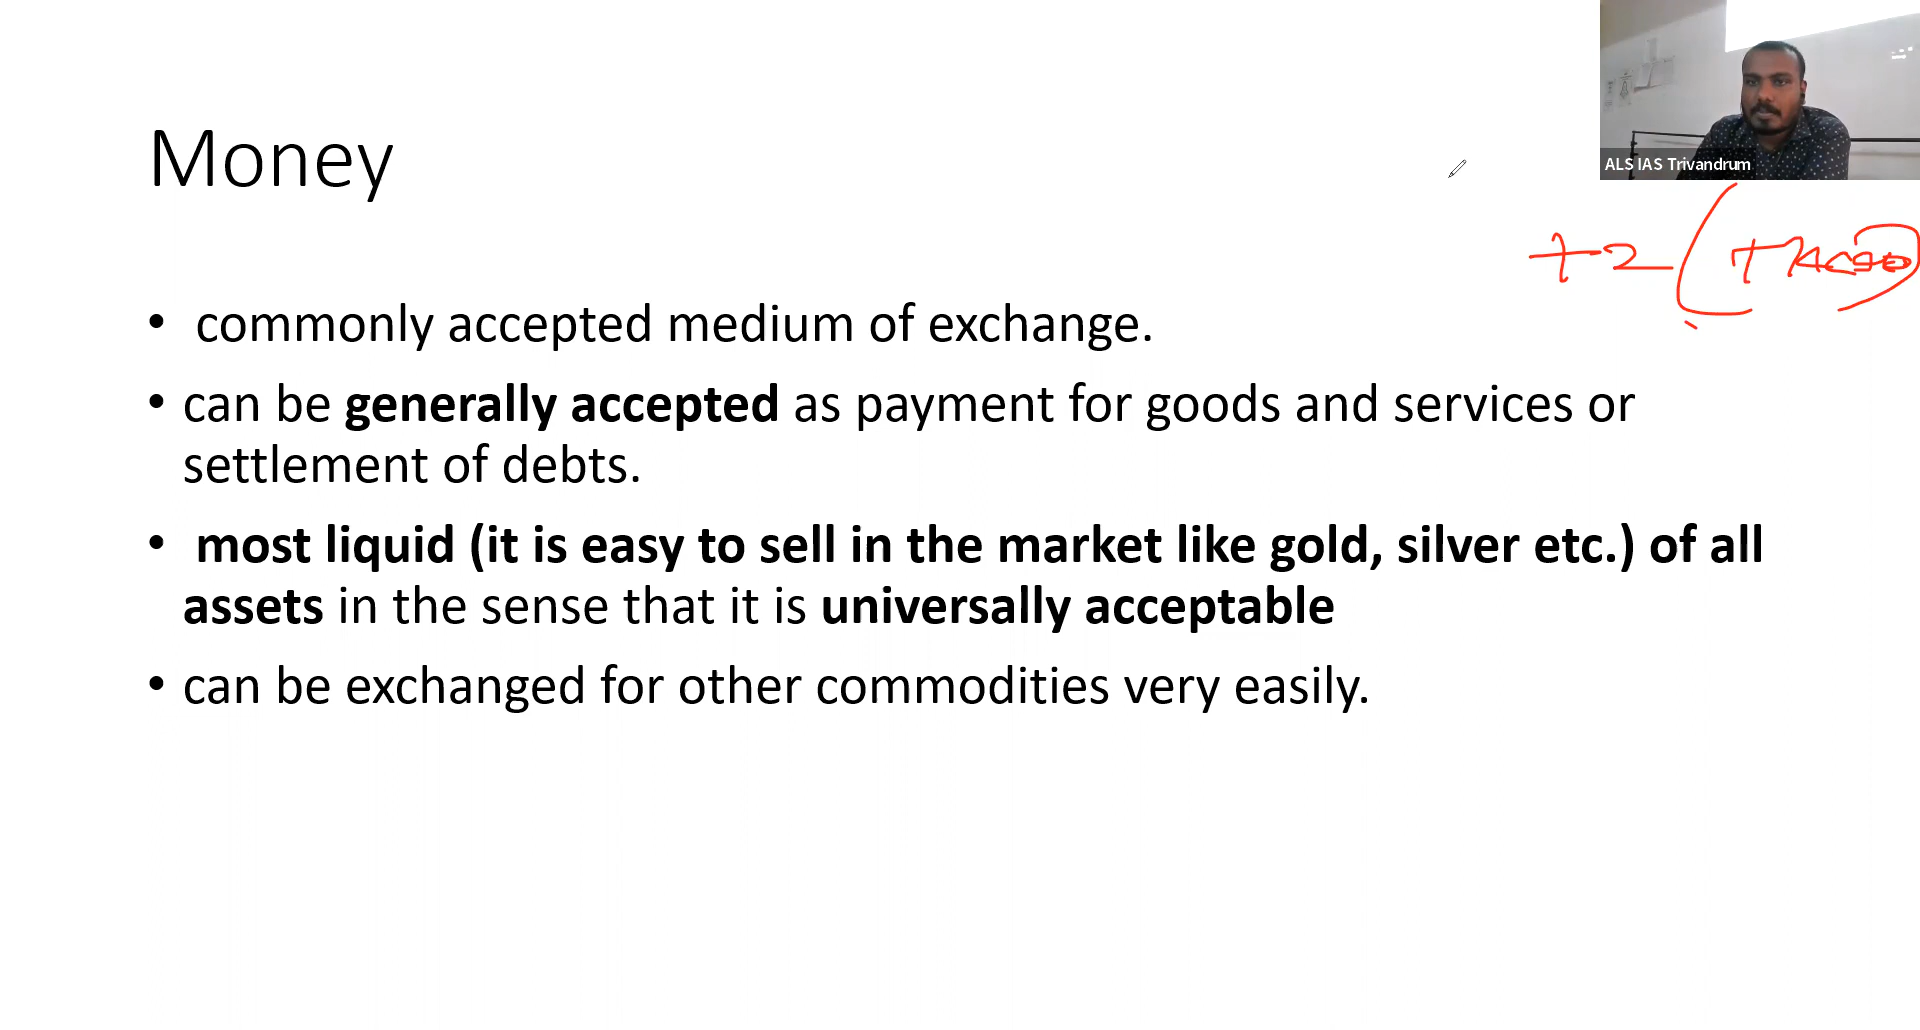 ALS IAS Trivandrum
Money
+2
• commonly accepted medium of exchange.
• can be generally accepted as payment for goods and services or
settlement of debts.
• most liquid (it is easy to sell in the market like gold, silver etc.) of all
assets in the sense that it is universally acceptable
• can be exchanged for other commodities very easily.